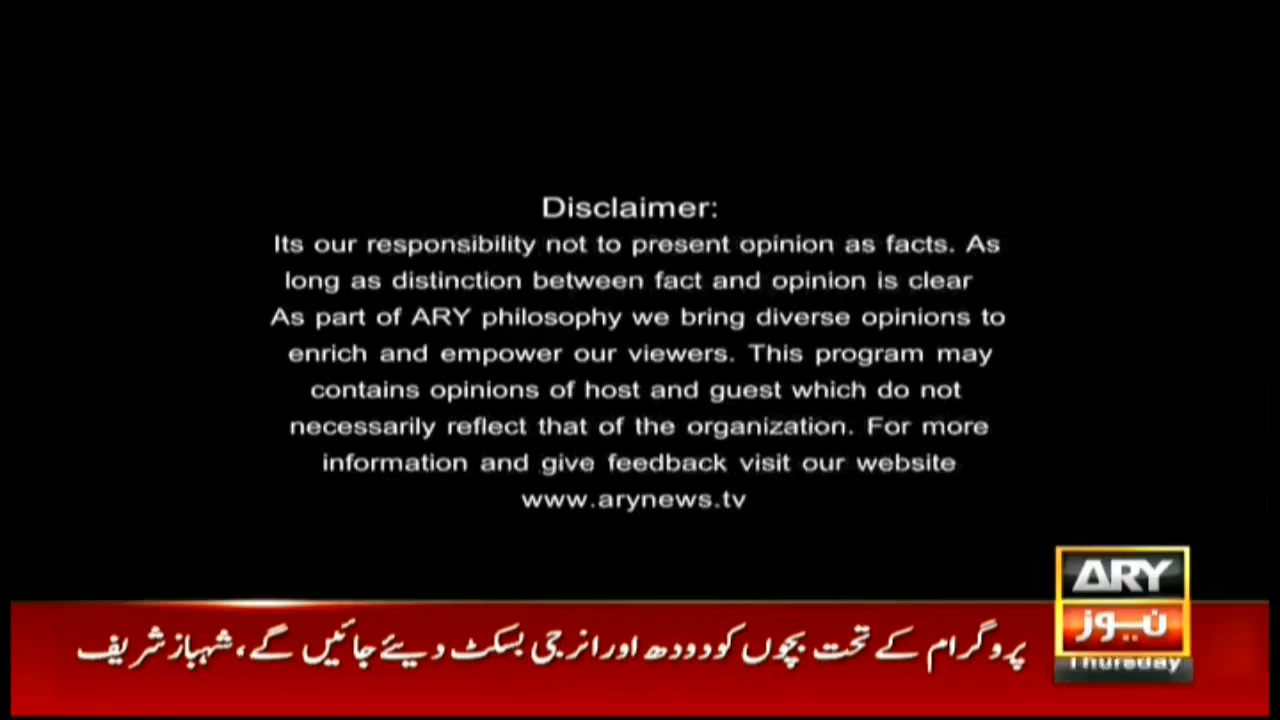 Disclaimer:
Its our responsibility not to present opinion as facts. As
long as distinction between fact and opinion is clear
As part of ARY philosophy we bring diverse opinions to
enrich and empower our viewers. This program may
contains opinions of host and guest which do not
necessarily reflect that of the organization. For more
information and give feedback visit our website
www.arynews.tv
ARY
نیوز
Thursday
پروگرام کے تحت بچوں کو دودھ اور انرجی بسکٹ دیئے جائیں گے، شہباز شریف